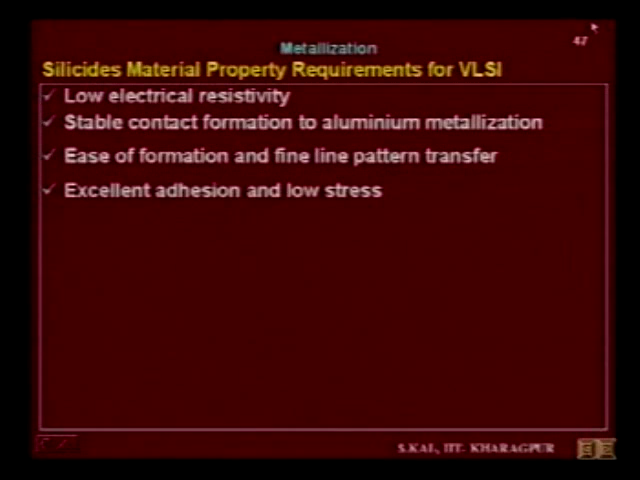 Metallization
47
Silicides Material Property Requirements for VLSI
✓ Low electrical resistivity
✓ Stable contact formation to aluminium metallization
✓ Ease of formation and fine line pattern transfer
✓ Excellent adhesion and low stress
S.KAL, IIT- KHARAGPUR